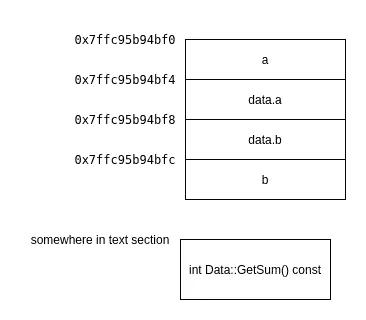 0x7ffc95b94bf0
a
0x7ffc95b94bf4
data.a
0x7ffc95b94bf8
data.b
0x7ffc95b94bfc
b
somewhere in text section
int Data::GetSum() const